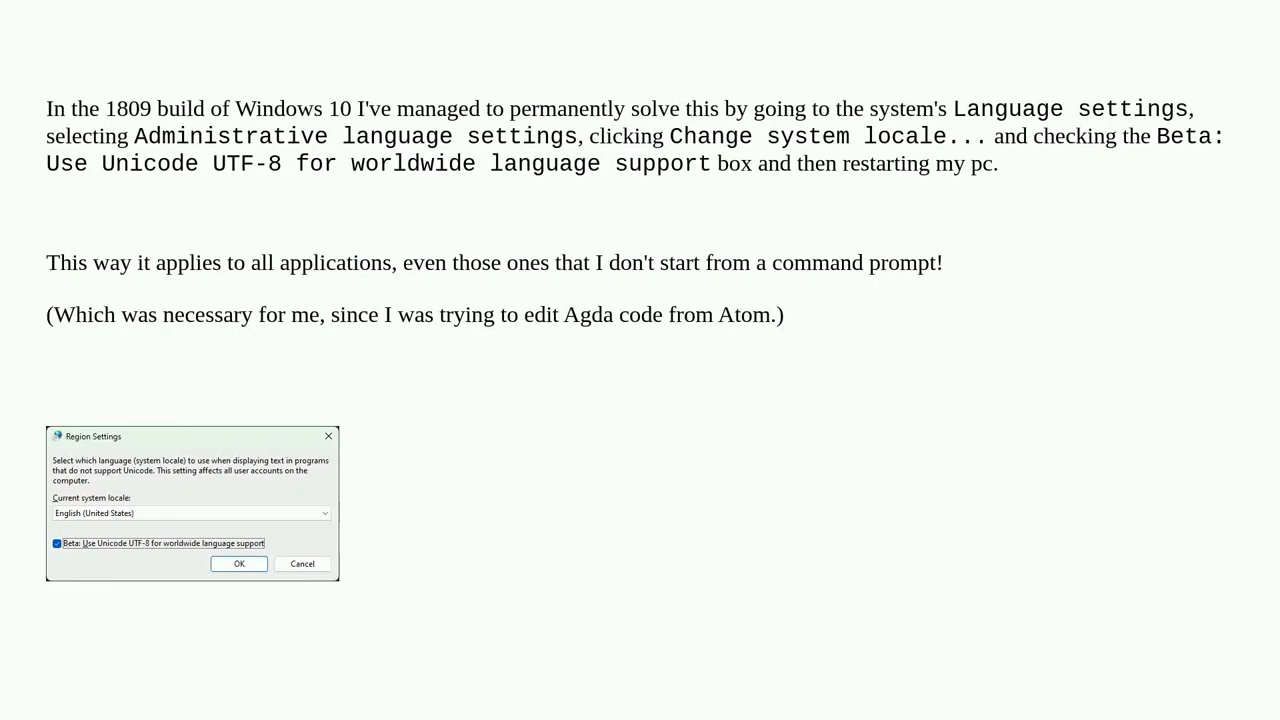 In the 1809 build of Windows 10 I've managed to permanently solve this by going to the system's Language settings,
selecting Administrative language settings, clicking Change system locale... and checking the Beta:
Use Unicode UTF-8 for worldwide language support box and then restarting my pc.
This way it applies to all applications, even those ones that I don't start from a command prompt!
(Which was necessary for me, since I was trying to edit Agda code from Atom.)
Region Settings
Select which language (system locale) to use when displaying text in programs
that do not support Unicode. This setting affects all user accounts on the
computer.
Current system locale:
English (United States)
Beta: Use Unicode UTF-8 for worldwide language support
OK Cancel